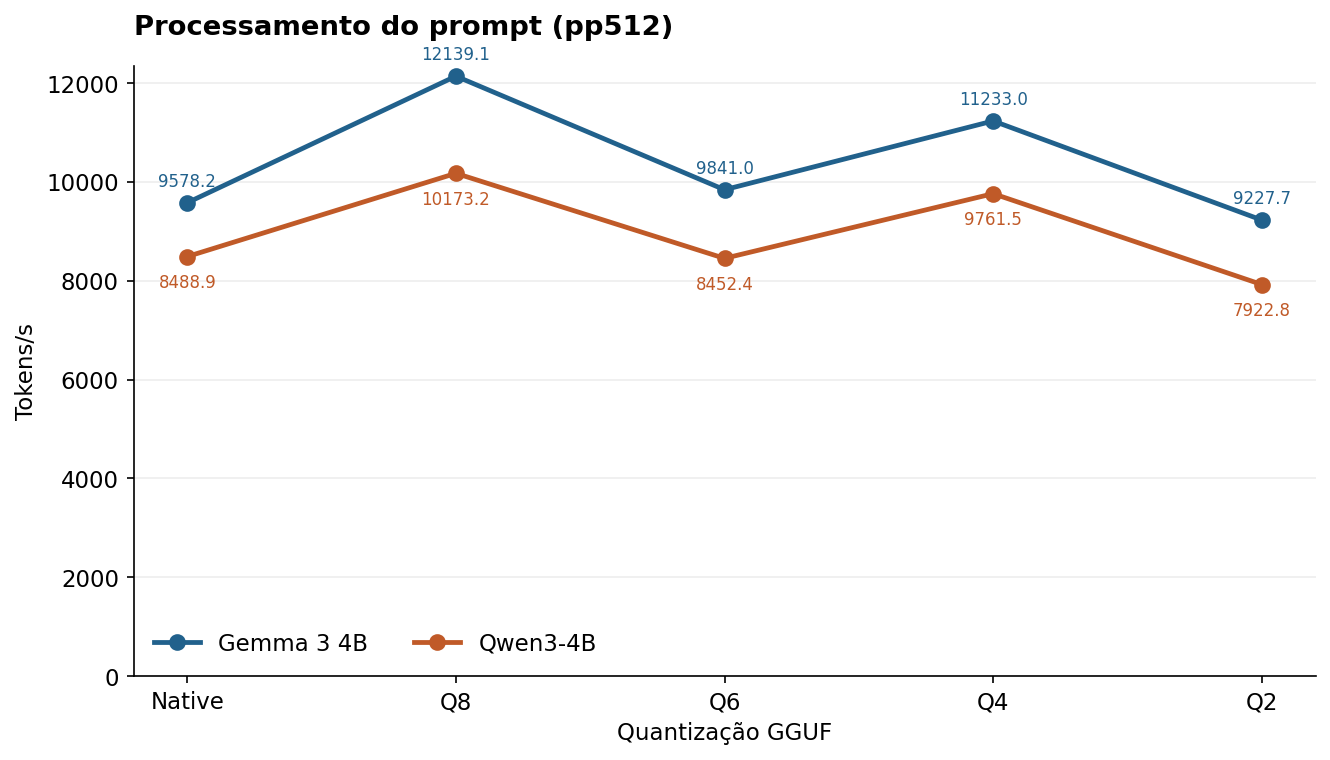 Processamento do prompt (pp512)
12139.1
12000
11233.0
9841.0
10000
9578.2
10173.2
9761.5
9227.7
8000
8488.9
8452.4
7922.8
6000
Tokens/s
4000
2000
Gemma 3 4B
Qwen3-4B
0
Native Q8 Q6 Q4 Q2
Quantização GGUF